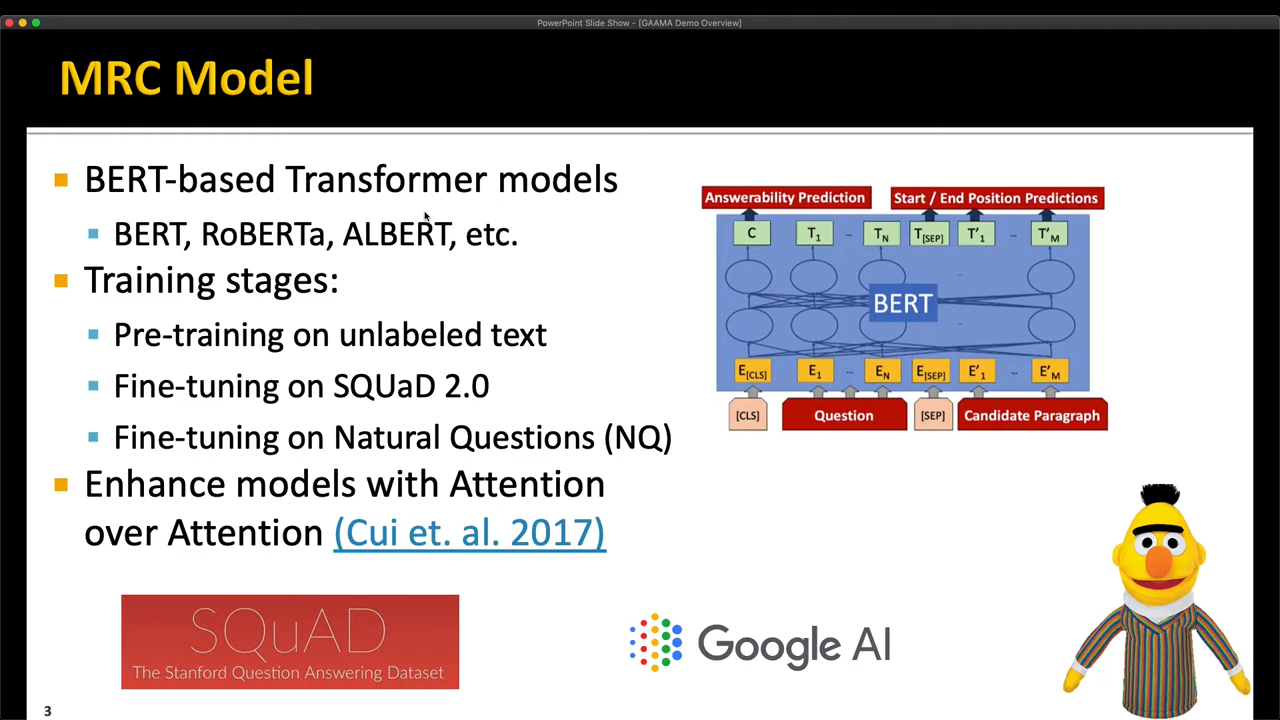 PowerPoint Slide Show - [GAAMA Demo Overview]
MRC Model
BERT-based Transformer models
BERT, RoBERTa, ALBERT, etc.
Training stages:
Pre-training on unlabeled text
Fine-tuning on SQUaD 2.0
Fine-tuning on Natural Questions (NQ)
Enhance models with Attention
over Attention (Cui et. al. 2017)
Answerability Prediction Start / End Position Predictions
C T1 ... TN T[SEP] T'1 ... T'M
BERT
E[CLS] E1 ... EN E[SEP] E'1 ... E'M
[CLS] Question [SEP] Candidate Paragraph
SQuAD
The Stanford Question Answering Dataset
Google AI
3